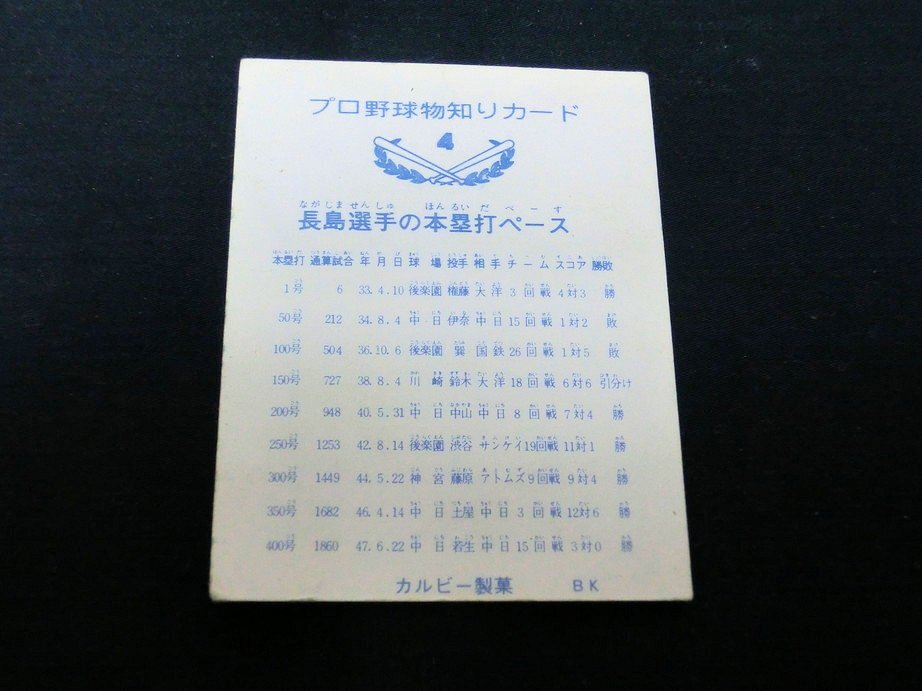 プロ野球物知りカード
4
ながしませんしゅ ほんるいだペーす
長島選手の本塁打ペース
本塁打 通算試合 年 月 日 球 場 投手 相 手 チ ー ム スコア 勝敗
1号 6 33.4.10 後楽園 権藤 大 洋 3 回 戦 4対3 勝
50号 212 34.8.4 中 日 伊奈 中 日 15回 戦 1対2 敗
100号 504 36.10.6 後楽園 巽 国 鉄 26回 戦 1対5 敗
150号 727 38.8.4 川 崎 鈴木 大 洋 18回 戦 6対6 引分け
200号 948 40.5.31 中 日 中山 中 日 8 回 戦 7対4 勝
250号 1253 42.8.14 後楽園 渋谷 サンケイ19回戦 11対1 勝
300号 1449 44.5.22 神 宮 藤原 アトムズ9回戦 9対4 勝
350号 1682 46.4.14 中 日 土屋 中 日 3 回 戦 12対6 勝
400号 1860 47.6.22 中 日 若生 中 日 15回 戦 3対0 勝
カルビー製菓 BK